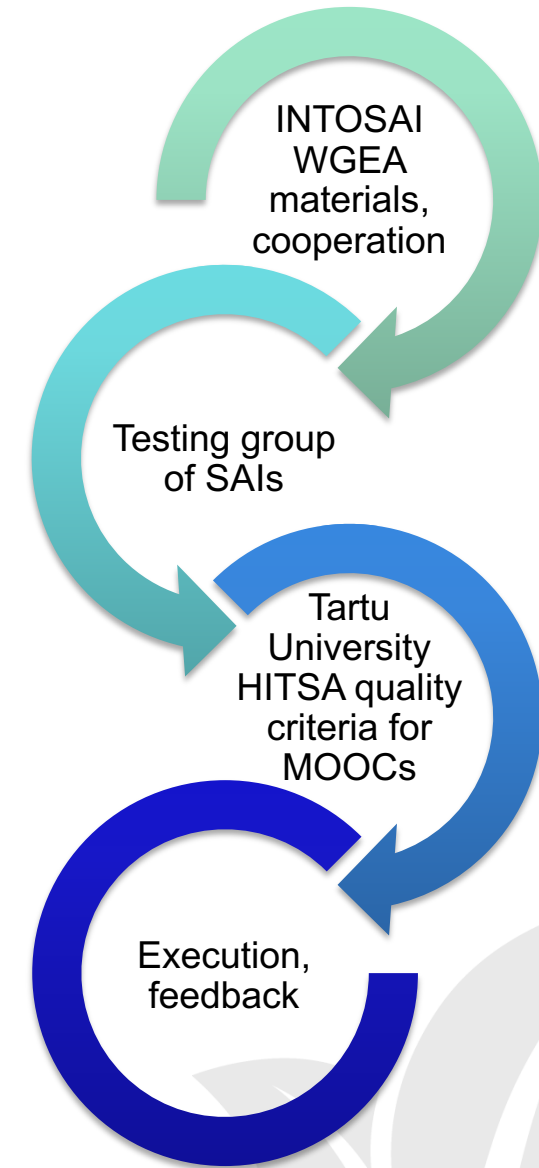 INTOSAI
WGEA
materials,
cooperation
Testing group
of SAIs
Tartu
University
HITSA quality
criteria for
MOOCs
Execution,
feedback